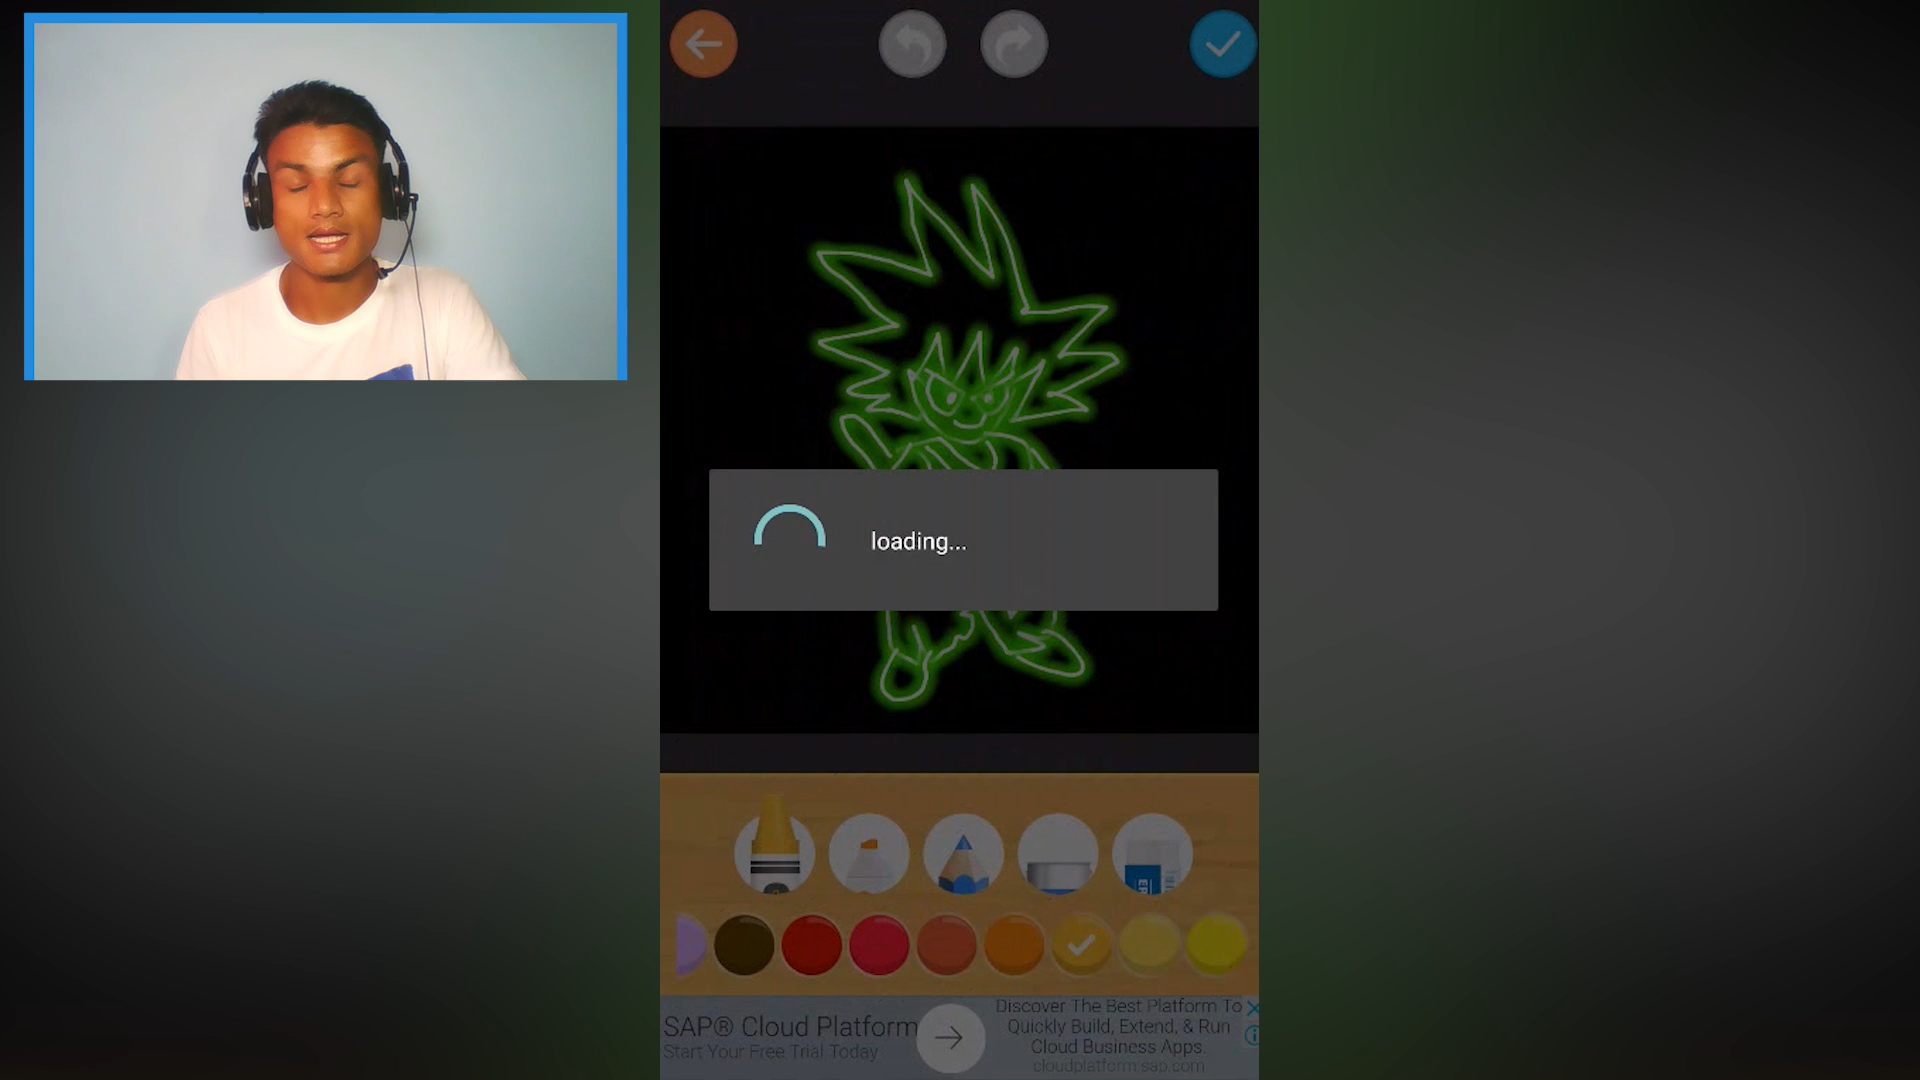 loading...
SAP® Cloud Platform
Start Your Free Trial Today
Discover The Best Platform To
Quickly Build, Extend, & Run
Cloud Business Apps.
cloudplatform.sap.com